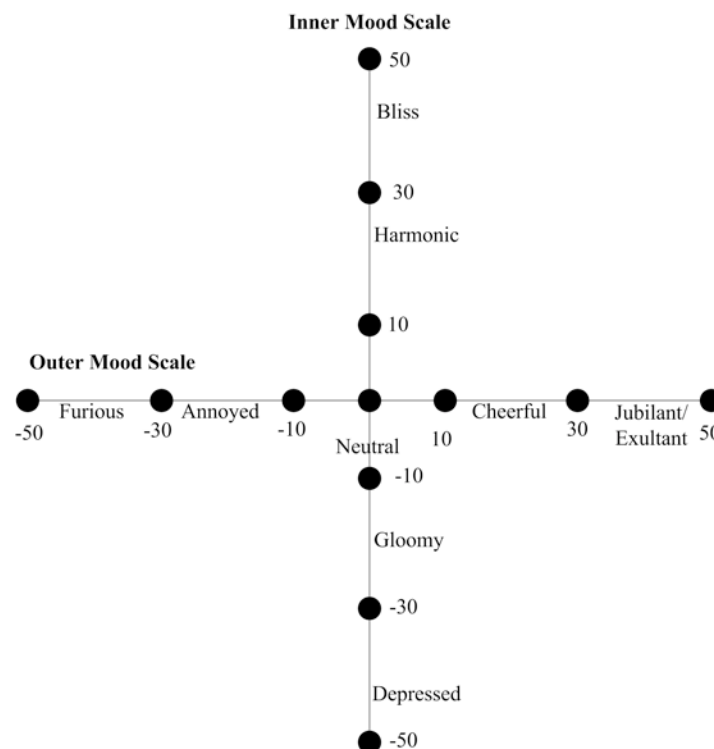 Inner Mood Scale
50
Bliss
30
Harmonic
10
Outer Mood Scale
Furious Annoyed Cheerful Jubilant/
Exultant
-50 -30 -10 10 30 50
Neutral
-10
Gloomy
-30
Depressed
-50